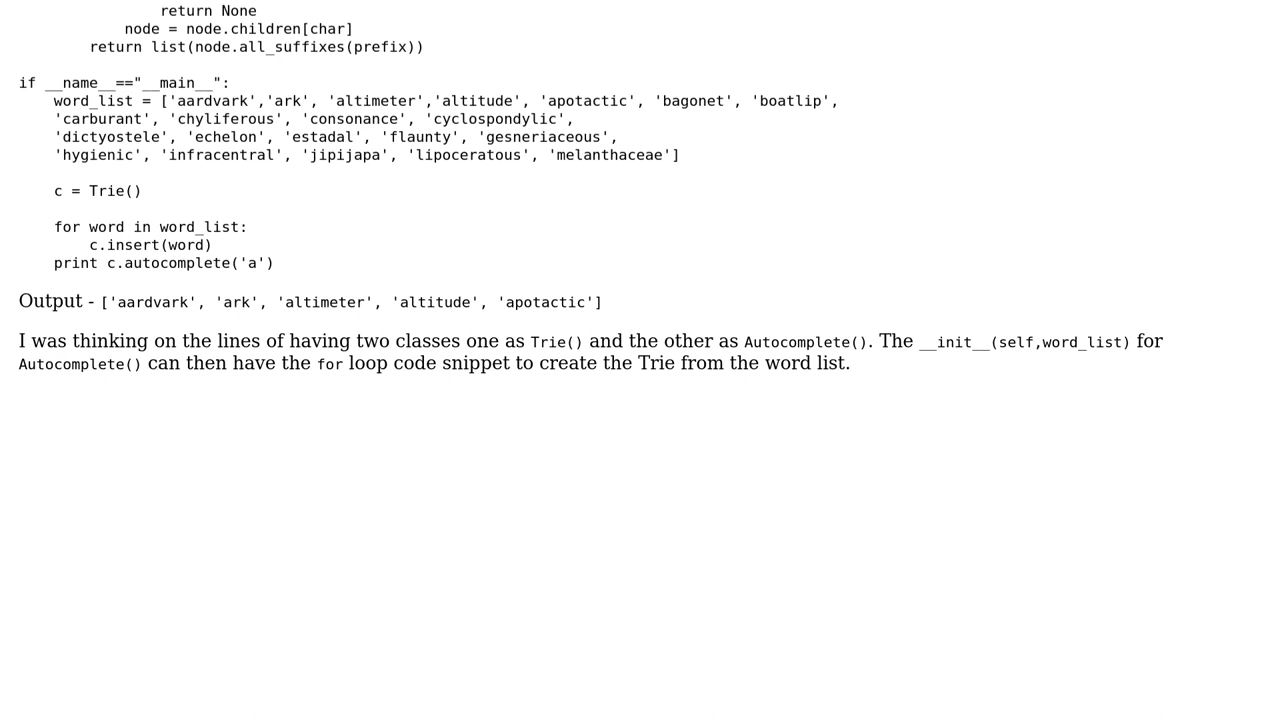 return None
node = node.children[char]
return list(node.all_suffixes(prefix))
if __name__=="__main__":
word_list = ['aardvark','ark', 'altimeter','altitude', 'apotactic', 'bagonet', 'boatlip',
'carburant', 'chyliferous', 'consonance', 'cyclospondylic',
'dictyostele', 'echelon', 'estadal', 'flaunty', 'gesneriaceous',
'hygienic', 'infracentral', 'jipijapa', 'lipoceratous', 'melanthaceae']
c = Trie()
for word in word_list:
c.insert(word)
print c.autocomplete('a')
Output - ['aardvark', 'ark', 'altimeter', 'altitude', 'apotactic']
I was thinking on the lines of having two classes one as Trie() and the other as Autocomplete(). The __init__(self,word_list) for
Autocomplete() can then have the for loop code snippet to create the Trie from the word list.